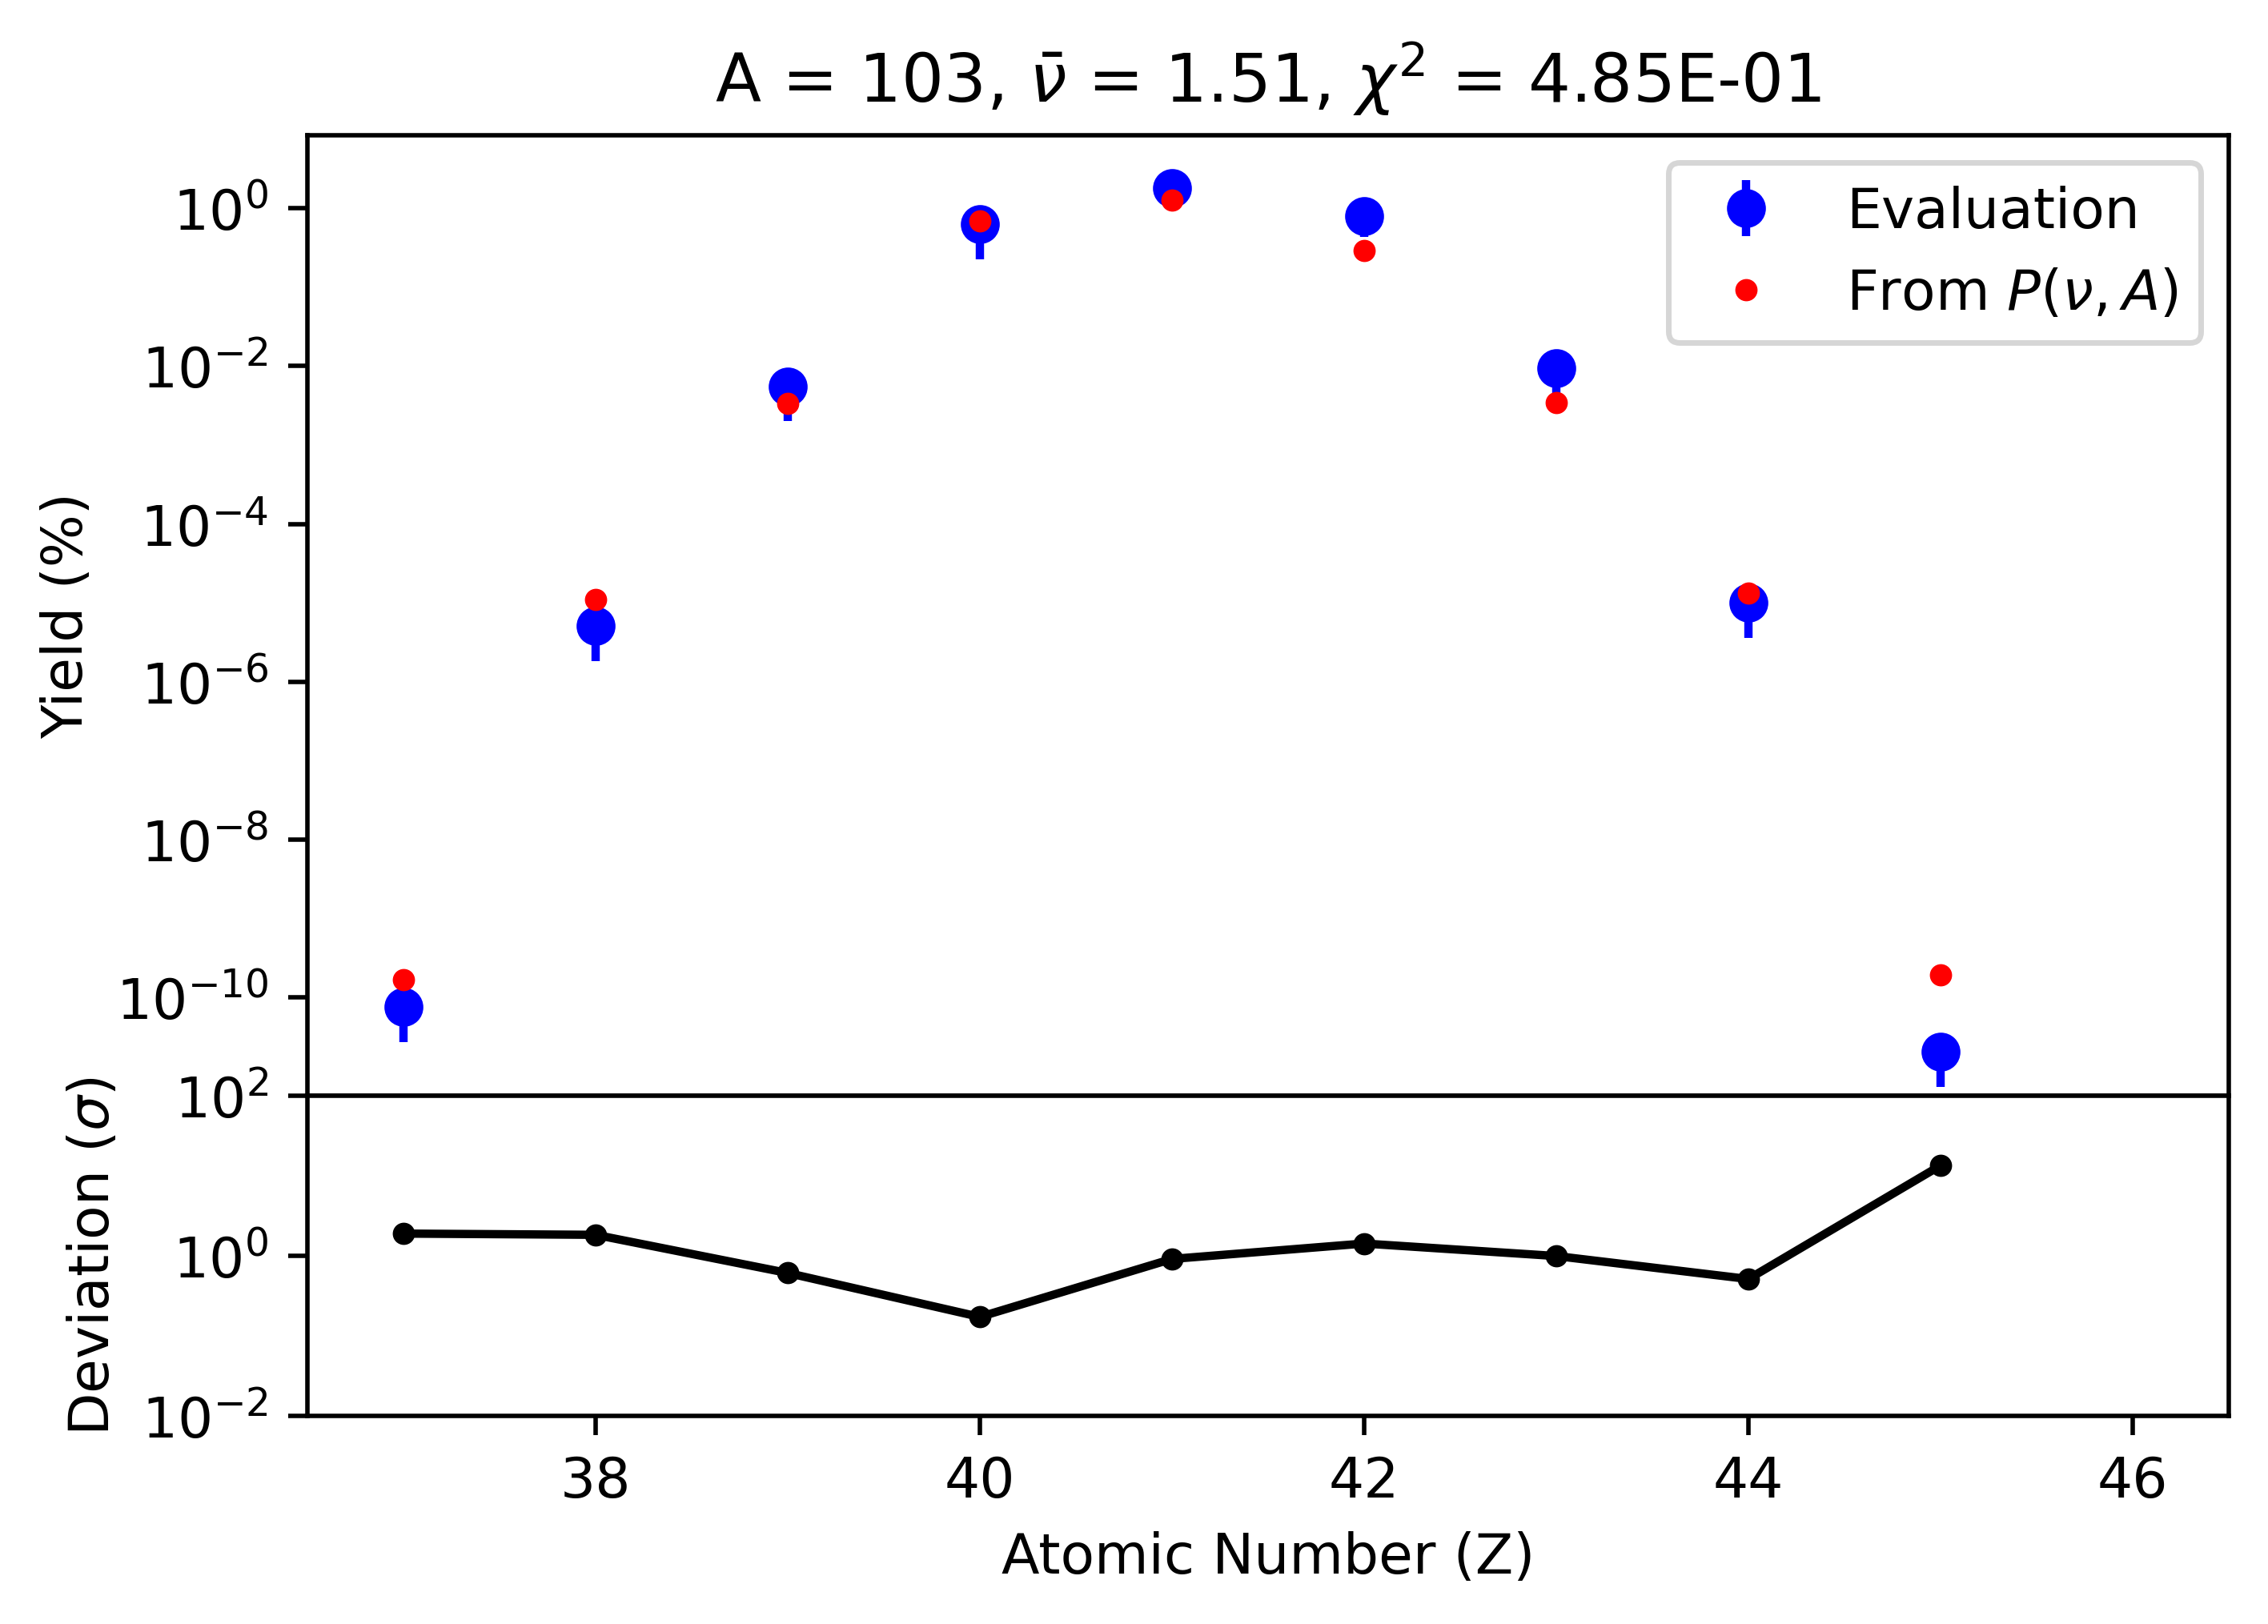 A = 103, ν̄ = 1.51, χ² = 4.85E-01
Evaluation
From P(ν, A)
Yield (%)
10⁰
10⁻²
10⁻⁴
10⁻⁶
10⁻⁸
10⁻¹⁰
Deviation (σ)
10²
10⁰
10⁻²
38 40 42 44 46
Atomic Number (Z)